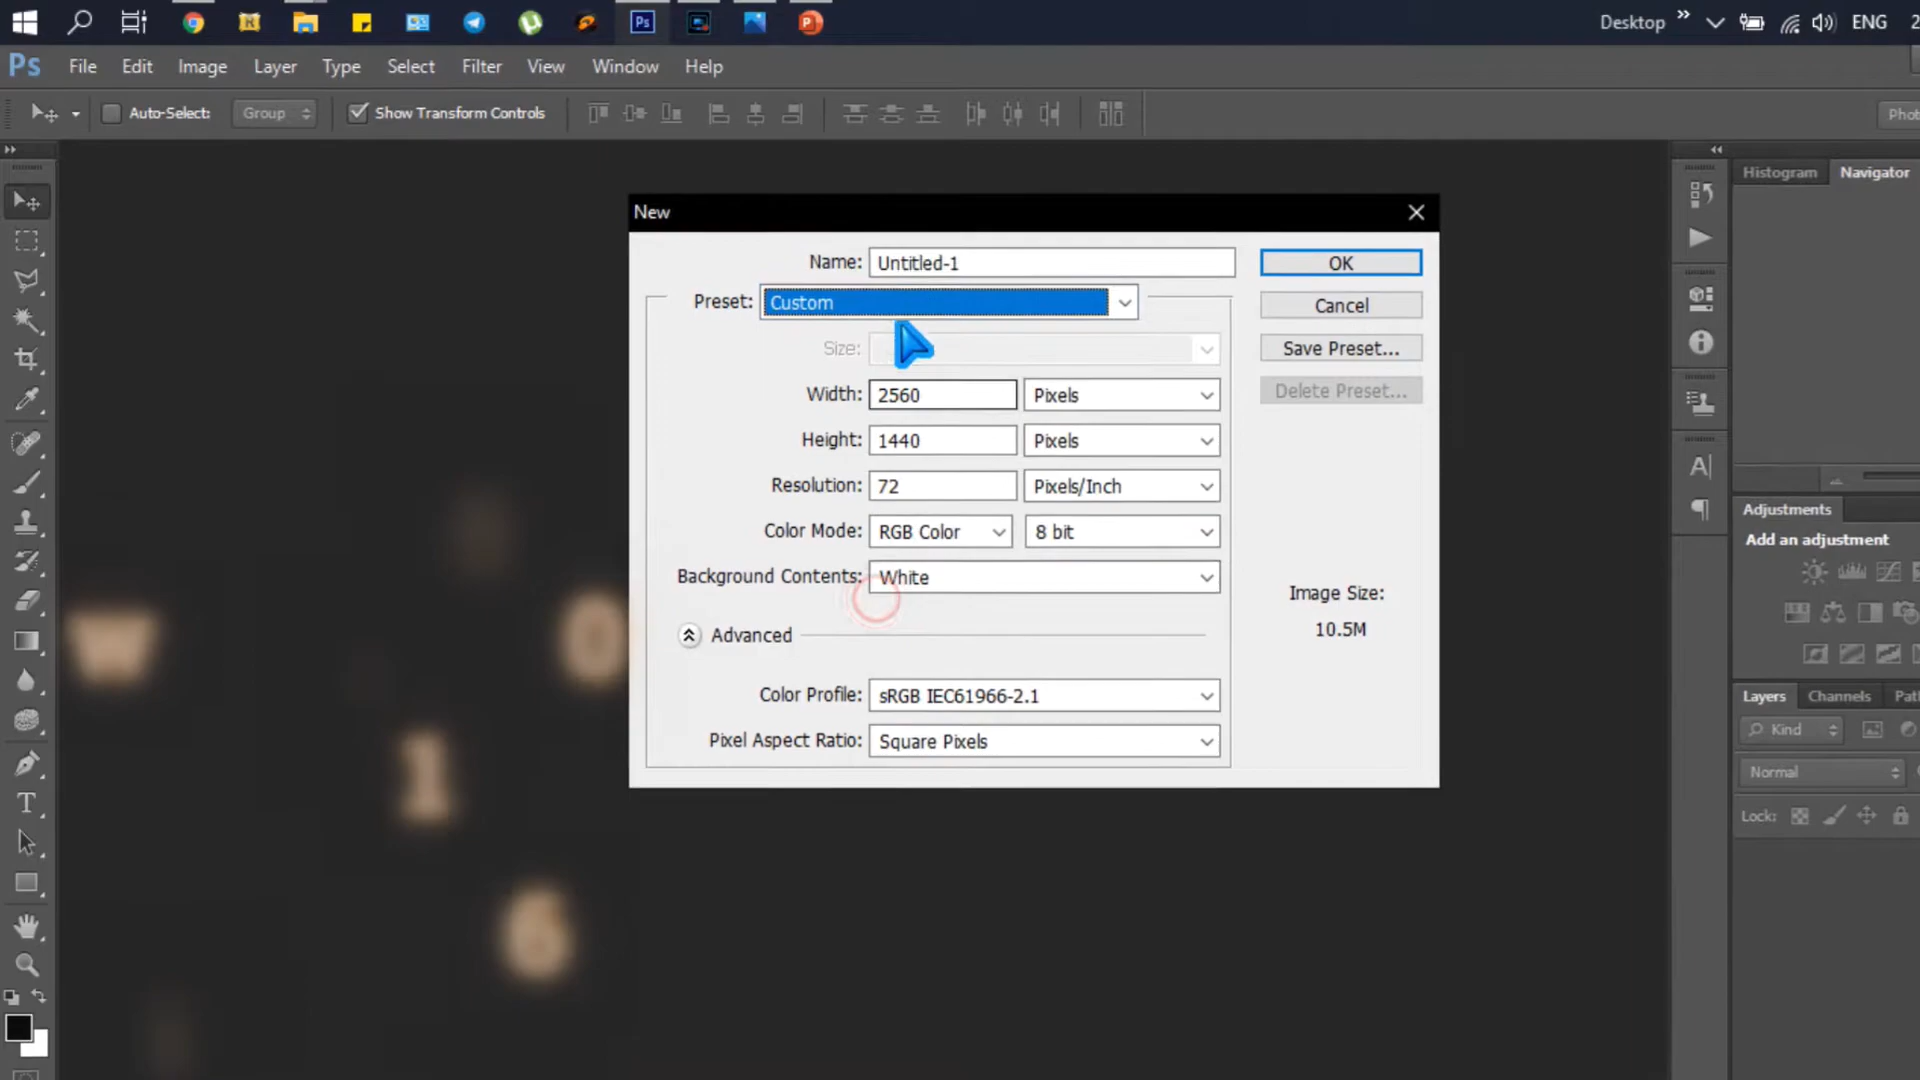 Desktop » ENG
Ps File Edit Image Layer Type Select Filter View Window Help
Auto-Select: Group Show Transform Controls
Histogram Navigator
New
Name: Untitled-1 OK
Preset: Custom Cancel
Size: Save Preset...
Width: 2560 Pixels Delete Preset...
Height: 1440 Pixels
Resolution: 72 Pixels/Inch
Color Mode: RGB Color 8 bit
Background Contents: White
Image Size:
10.5M
Advanced
Color Profile: sRGB IEC61966-2.1
Pixel Aspect Ratio: Square Pixels
Adjustments
Add an adjustment
Layers Channels
Kind
Normal
Lock:
w
0
1
6